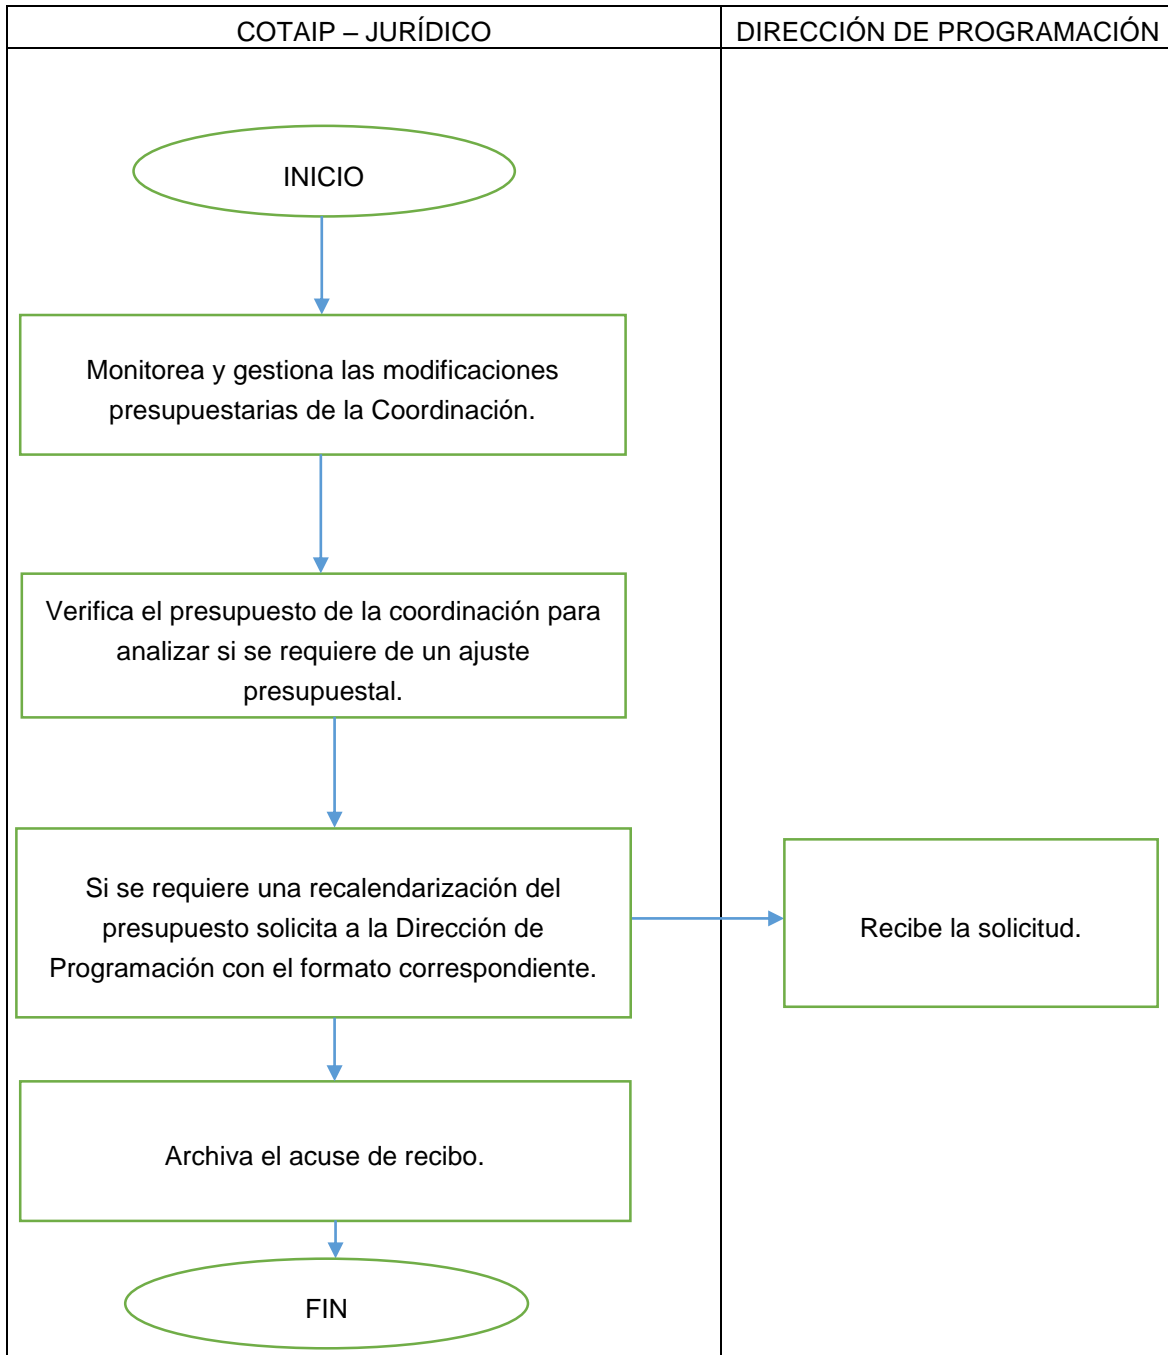 COTAIP – JURÍDICO
DIRECCIÓN DE PROGRAMACIÓN
INICIO
Monitorea y gestiona las modificaciones
presupuestarias de la Coordinación.
Verifica el presupuesto de la coordinación para
analizar si se requiere de un ajuste
presupuestal.
Si se requiere una recalendarización del
presupuesto solicita a la Dirección de
Programación con el formato correspondiente.
Recibe la solicitud.
Archiva el acuse de recibo.
FIN